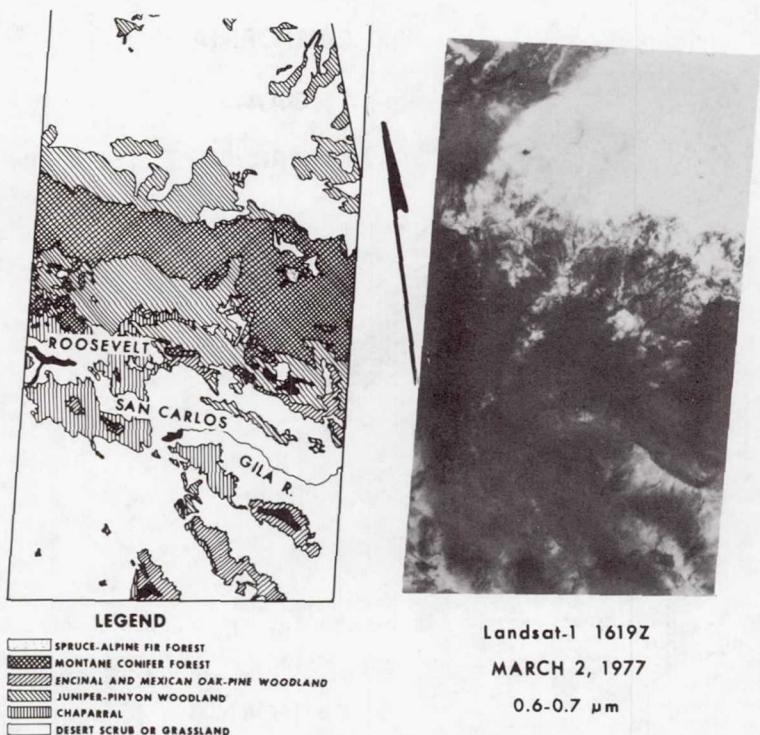 ROOSEVELT
SAN CARLOS
GILA R.
LEGEND
SPRUCE-ALPINE FIR FOREST
MONTANE CONIFER FOREST
ENCINAL AND MEXICAN OAK-PINE WOODLAND
JUNIPER-PINYON WOODLAND
CHAPARRAL
DESERT SCRUB OR GRASSLAND
Landsat-1 1619Z
MARCH 2, 1977
0.6-0.7 µm